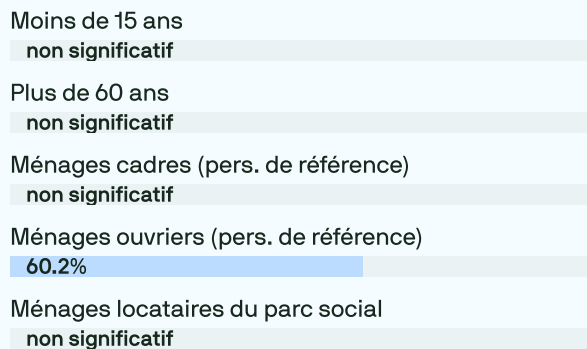 Moins de 15 ans
non significatif
Plus de 60 ans
non significatif
Ménages cadres (pers. de référence)
non significatif
Ménages ouvriers (pers. de référence)
60.2%
Ménages locataires du parc social
non significatif